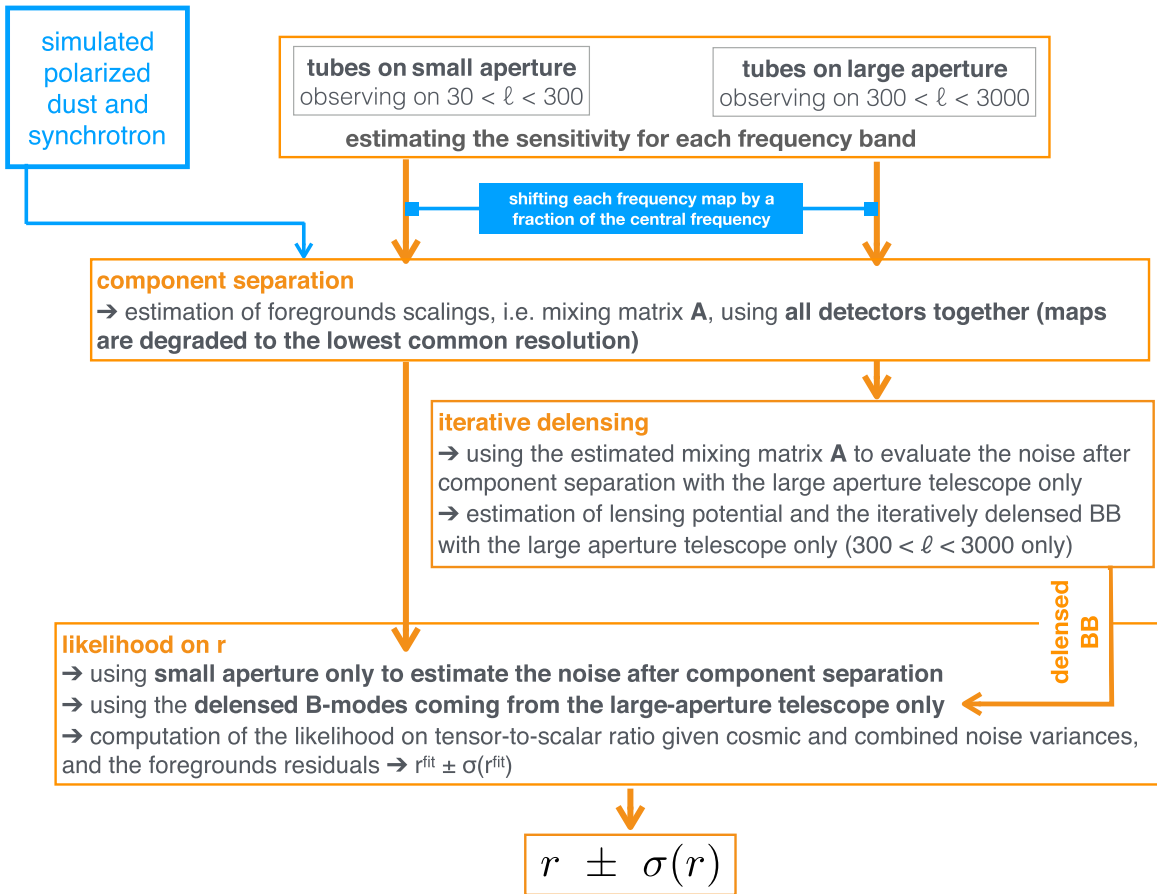 simulated
polarized
dust and
synchrotron
tubes on small aperture
observing on 30 < ℓ < 300
tubes on large aperture
observing on 300 < ℓ < 3000
estimating the sensitivity for each frequency band
shifting each frequency map by a
fraction of the central frequency
component separation
➔ estimation of foregrounds scalings, i.e. mixing matrix A, using all detectors together (maps
are degraded to the lowest common resolution)
iterative delensing
➔ using the estimated mixing matrix A to evaluate the noise after
component separation with the large aperture telescope only
➔ estimation of lensing potential and the iteratively delensed BB
with the large aperture telescope only (300 < ℓ < 3000 only)
delensed
BB
likelihood on r
➔ using small aperture only to estimate the noise after component separation
➔ using the delensed B-modes coming from the large-aperture telescope only
➔ computation of the likelihood on tensor-to-scalar ratio given cosmic and combined noise variances,
and the foregrounds residuals ➔ rᶠⁱᵗ ± σ(rᶠⁱᵗ)
r ± σ(r)